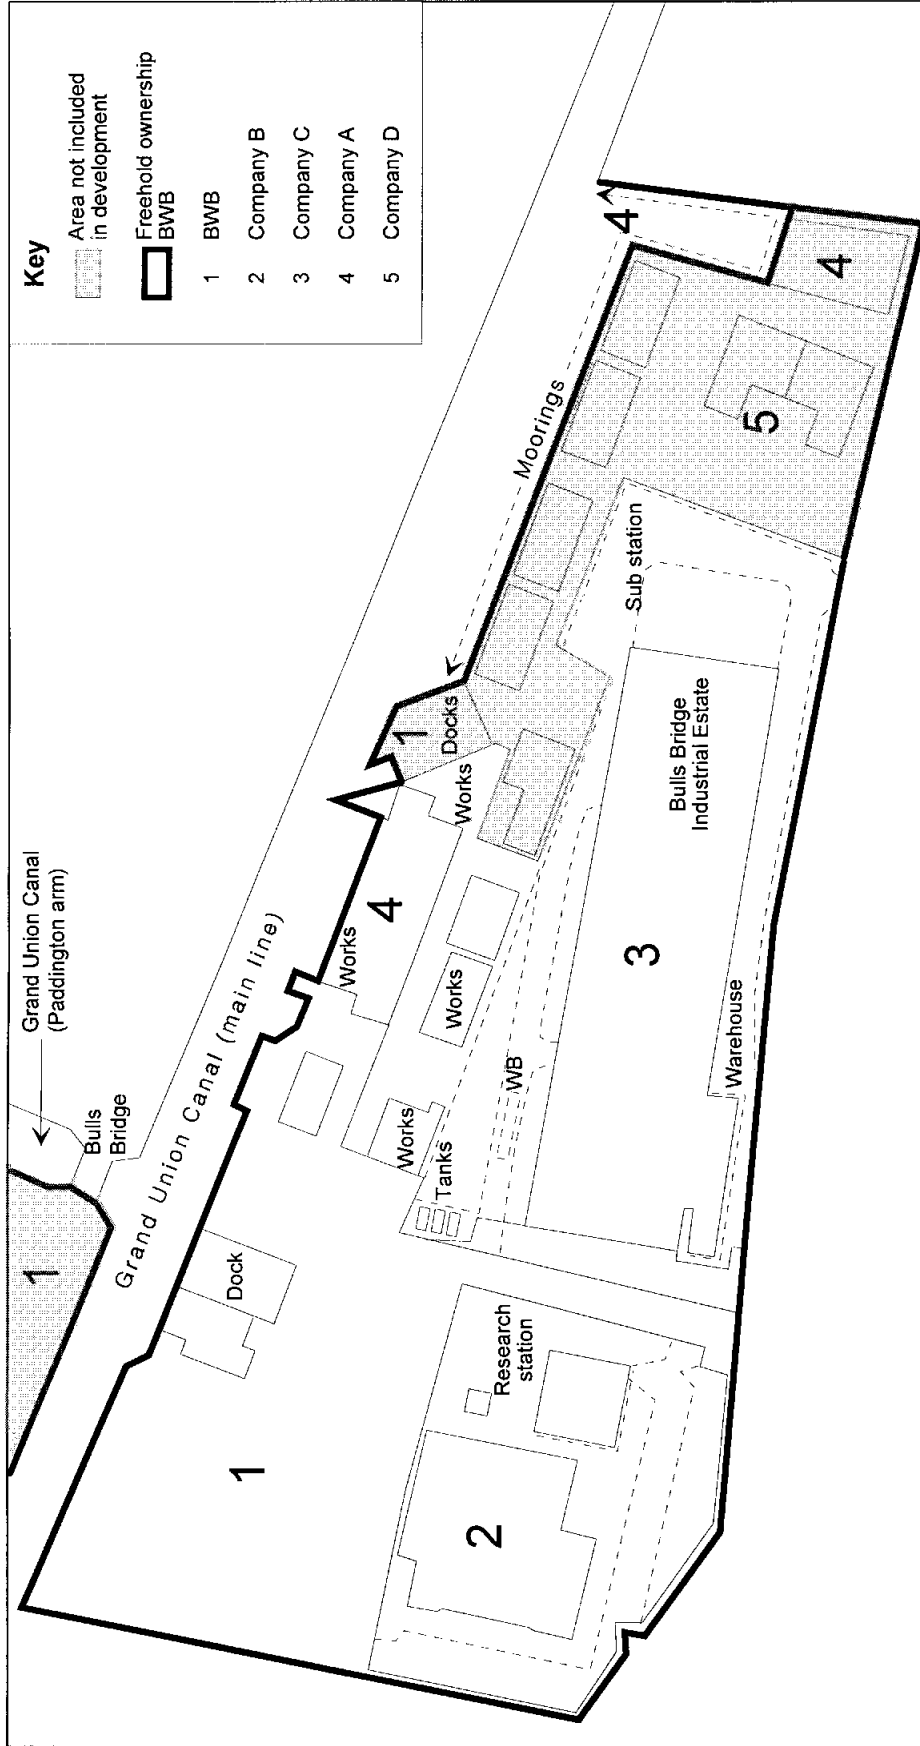 Key
Area not included
in development
Freehold ownership
BWB
1 BWB
2 Company B
3 Company C
4 Company A
5 Company D
Grand Union Canal
(Paddington arm)
Bulls
Bridge
1
Grand Union Canal (main line)
Dock
1
Research
station
2
Works
4
Works
Works
Tanks
WB
Works
1
Docks
Moorings
4
4
5
Sub station
Bulls Bridge
Industrial Estate
3
Warehouse